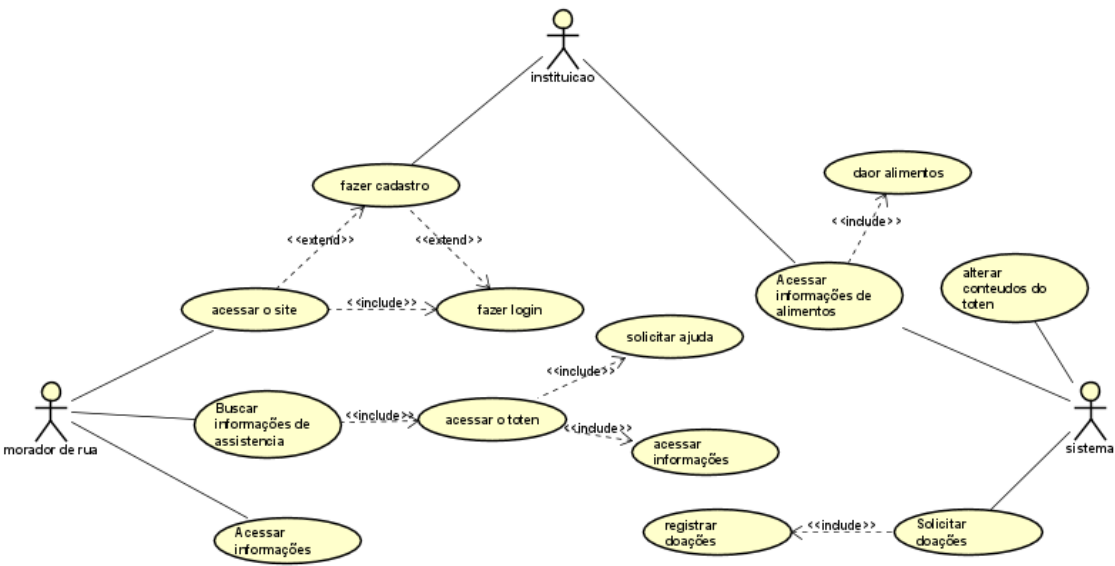 instituicao
fazer cadastro
daor alimentos
<<include>>
<<extend>>
<<extend>>
Acessar
informações de
alimentos
alterar
conteudos do
toten
acessar o site
<<include>>
fazer login
solicitar ajuda
<<include>>
Buscar
informações de
assistencia
<<include>>
acessar o toten
<<include>>
acessar
informações
morador de rua
sistema
Acessar
informações
registrar
doações
<<include>>
Solicitar
doações